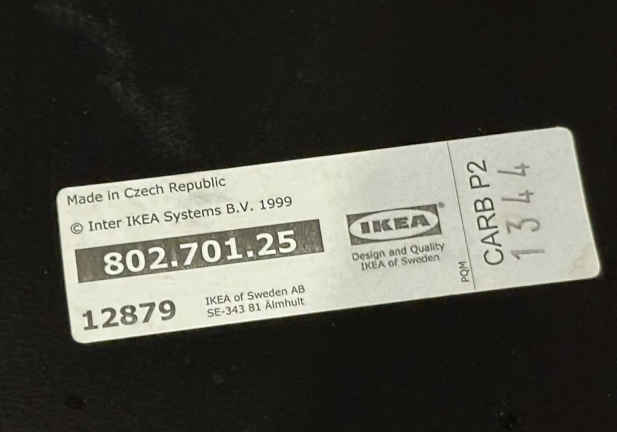 Made in Czech Republic
© Inter IKEA Systems B.V. 1999
802.701.25
12879
IKEA of Sweden AB
SE-343 81 Älmhult
IKEA®
Design and Quality
IKEA of Sweden
PQM
CARB P2
1344